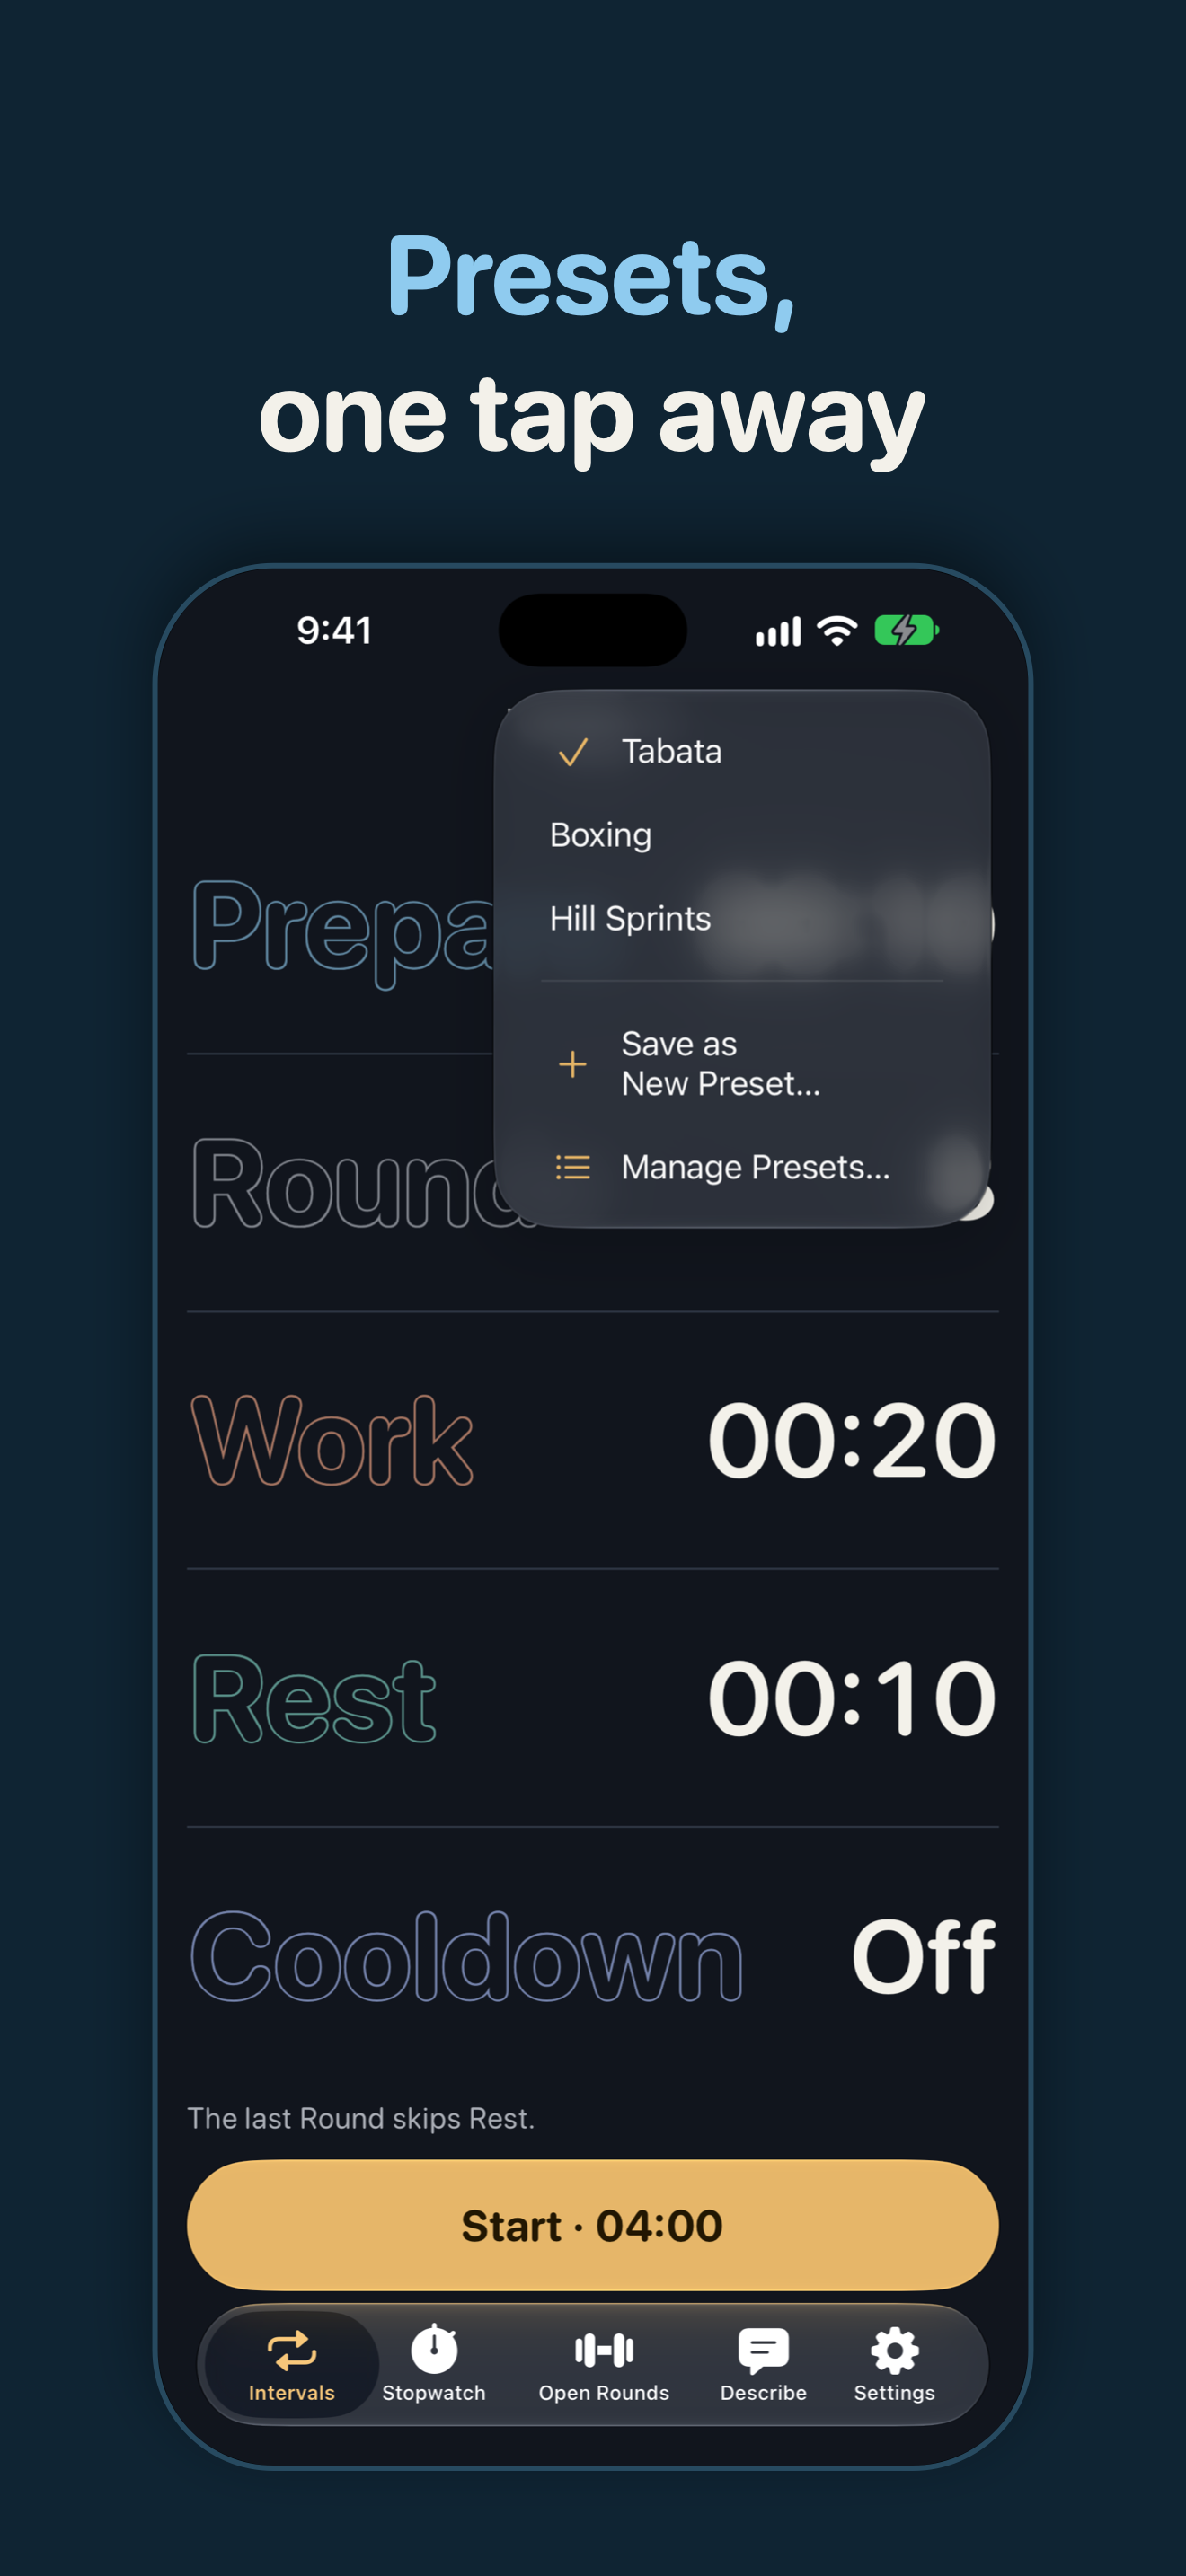 Presets,
one tap away
9:41
Tabata
Boxing
Hill Sprints
Save as
New Preset...
Manage Presets...
Work
00:20
Rest
00:10
Cooldown
Off
The last Round skips Rest.
Start · 04:00
Intervals
Stopwatch
Open Rounds
Describe
Settings